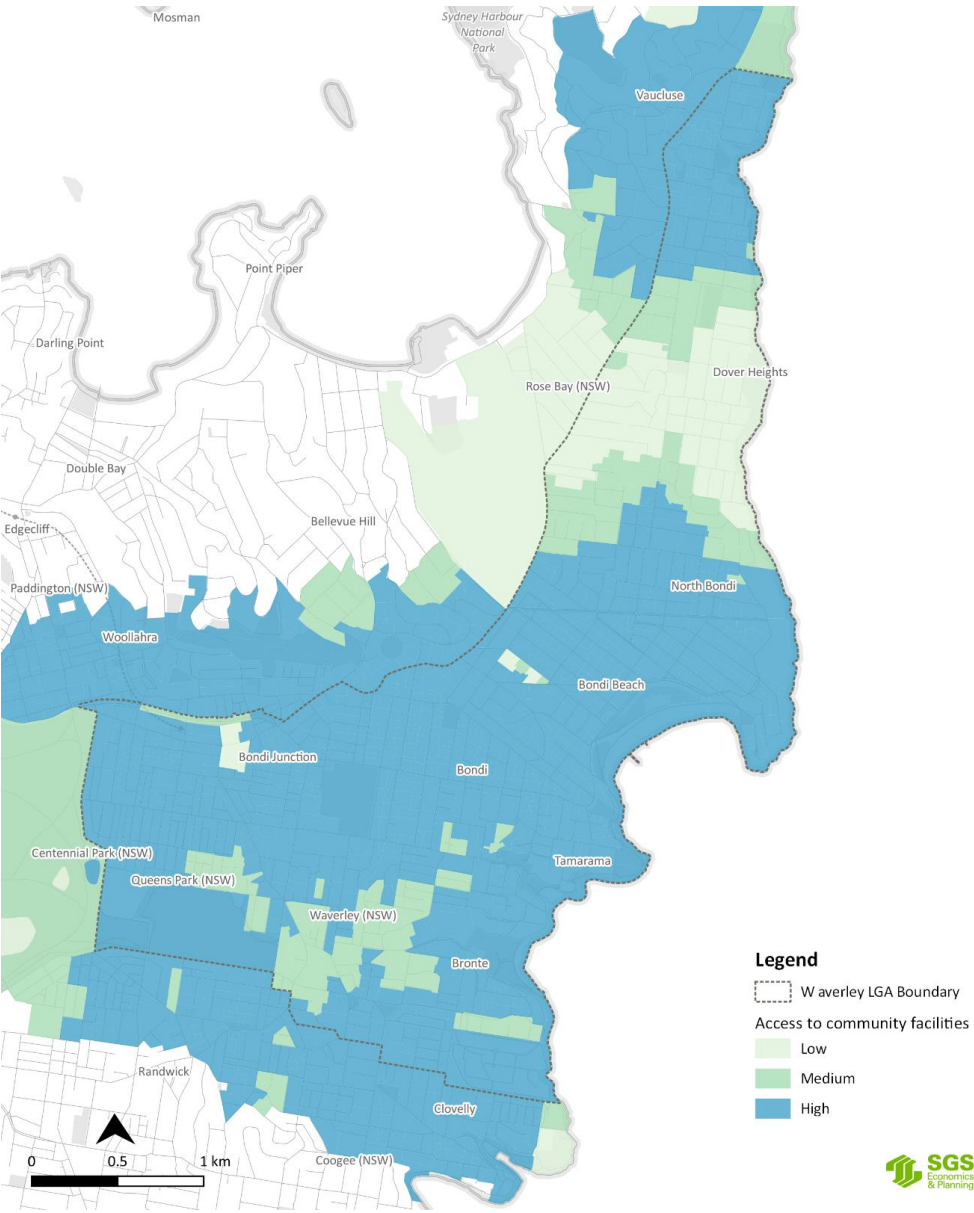 Mosman
Sydney Harbour
National
Park
Vaucluse
Point Piper
Darling Point
Dover Heights
Rose Bay (NSW)
Double Bay
Bellevue Hill
Edgecliff
Paddington (NSW)
North Bondi
Woollahra
Bondi Beach
Bondi Junction
Bondi
Centennial Park (NSW)
Tamarama
Queens Park (NSW)
Waverley (NSW)
Bronte
Randwick
Clovelly
Coogee (NSW)
0 0.5 1 km
Legend
W averley LGA Boundary
Access to community facilities
Low
Medium
High
SGS
Economics
& Planning